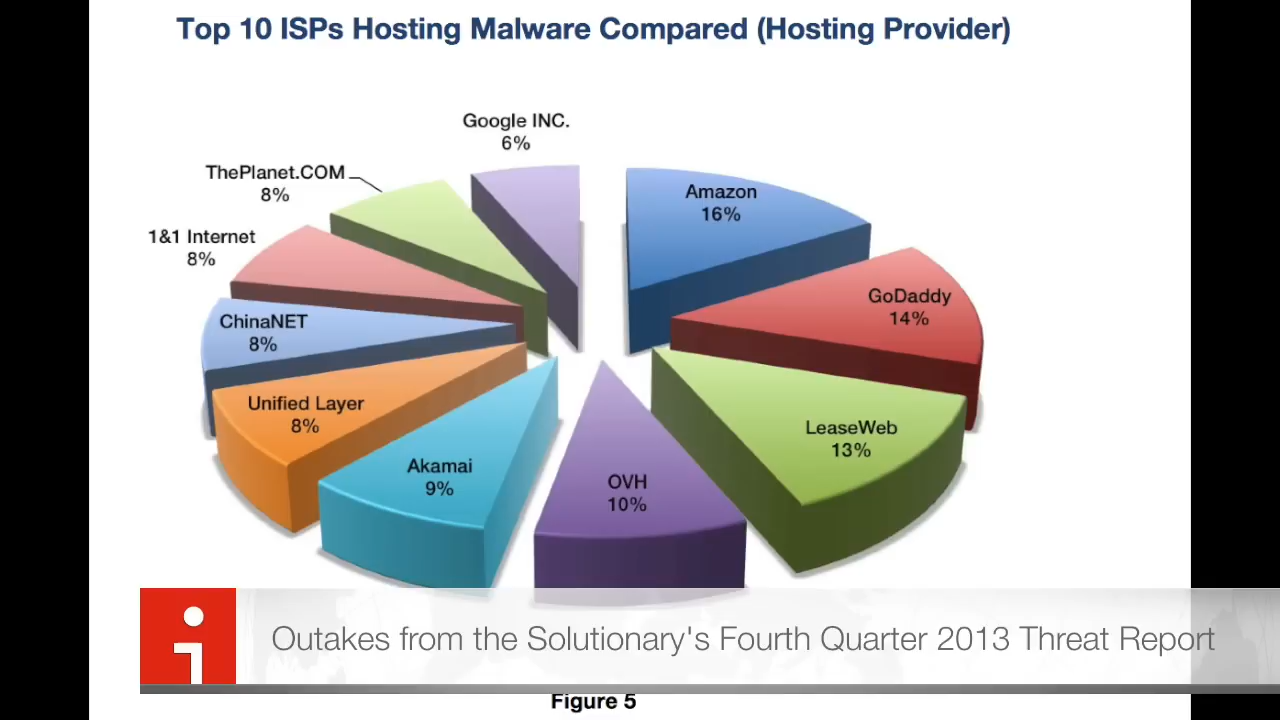 Top 10 ISPs Hosting Malware Compared (Hosting Provider)
Google INC.
6%
ThePlanet.COM
8%
1&1 Internet
8%
ChinaNET
8%
Unified Layer
8%
Akamai
9%
OVH
10%
LeaseWeb
13%
GoDaddy
14%
Amazon
16%
i Outakes from the Solutionary's Fourth Quarter 2013 Threat Report
Figure 5